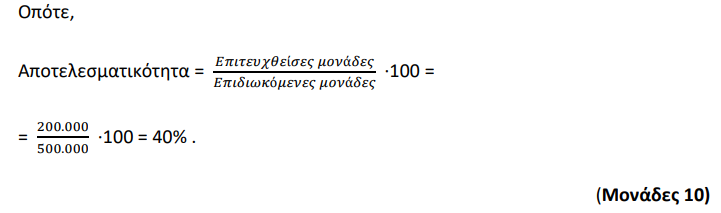 Οπότε,
Αποτελεσματικότητα = Επιτευχθείσες μονάδες / Επιδιωκόμενες μονάδες ·100 =
= 200.000 / 500.000 ·100 = 40% .
(Μονάδες 10)